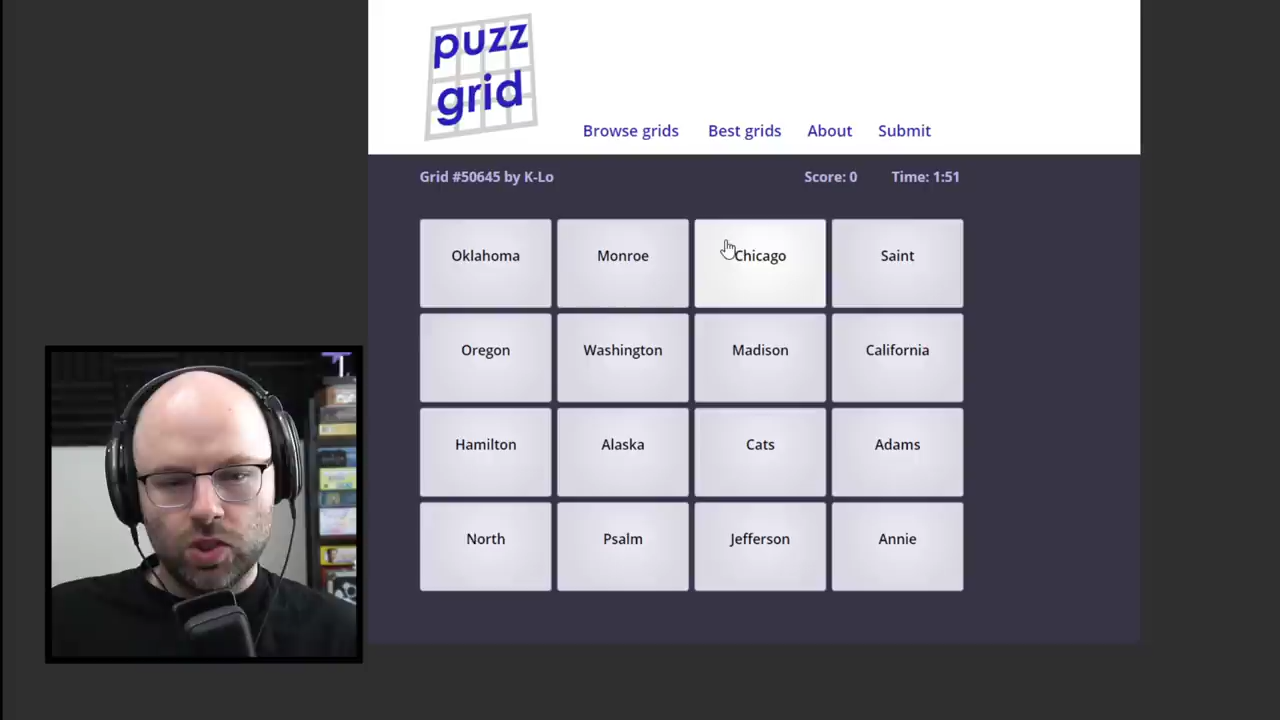 puzz
grid
Browse grids Best grids About Submit
Grid #50645 by K-Lo Score: 0 Time: 1:51
Oklahoma Monroe Chicago Saint
Oregon Washington Madison California
Hamilton Alaska Cats Adams
North Psalm Jefferson Annie